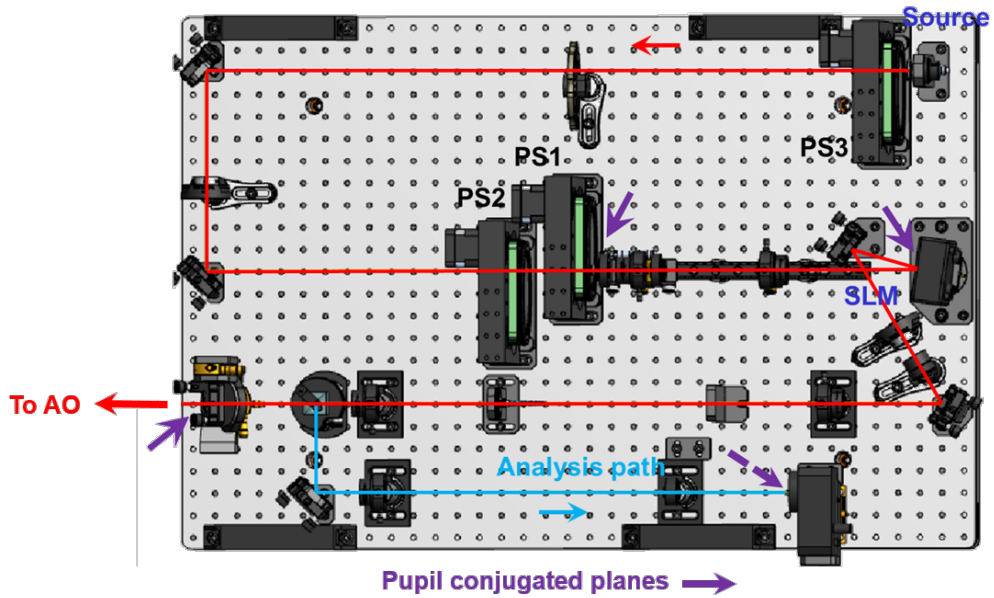 Source
PS1
PS3
PS2
SLM
To AO
Analysis path
Pupil conjugated planes